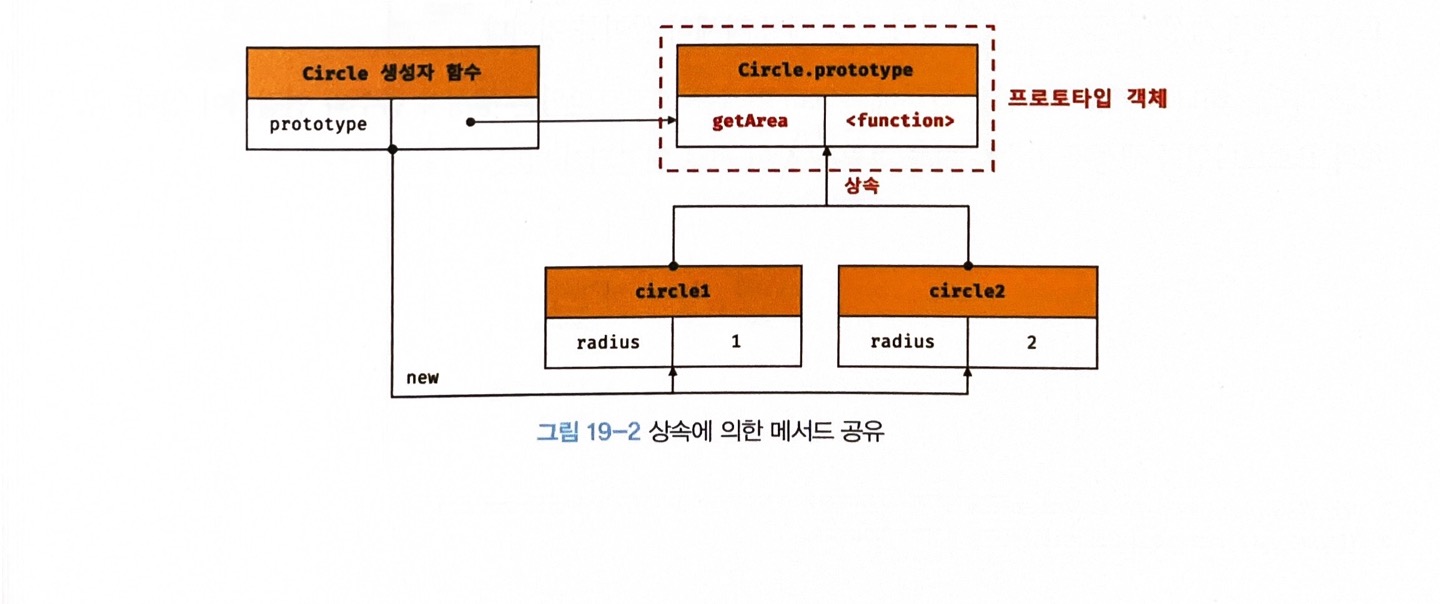 Circle 생성자 함수
prototype
Circle.prototype
getArea <function>
프로토타입 객체
상속
circle1
radius 1
circle2
radius 2
new
그림 19-2 상속에 의한 메서드 공유